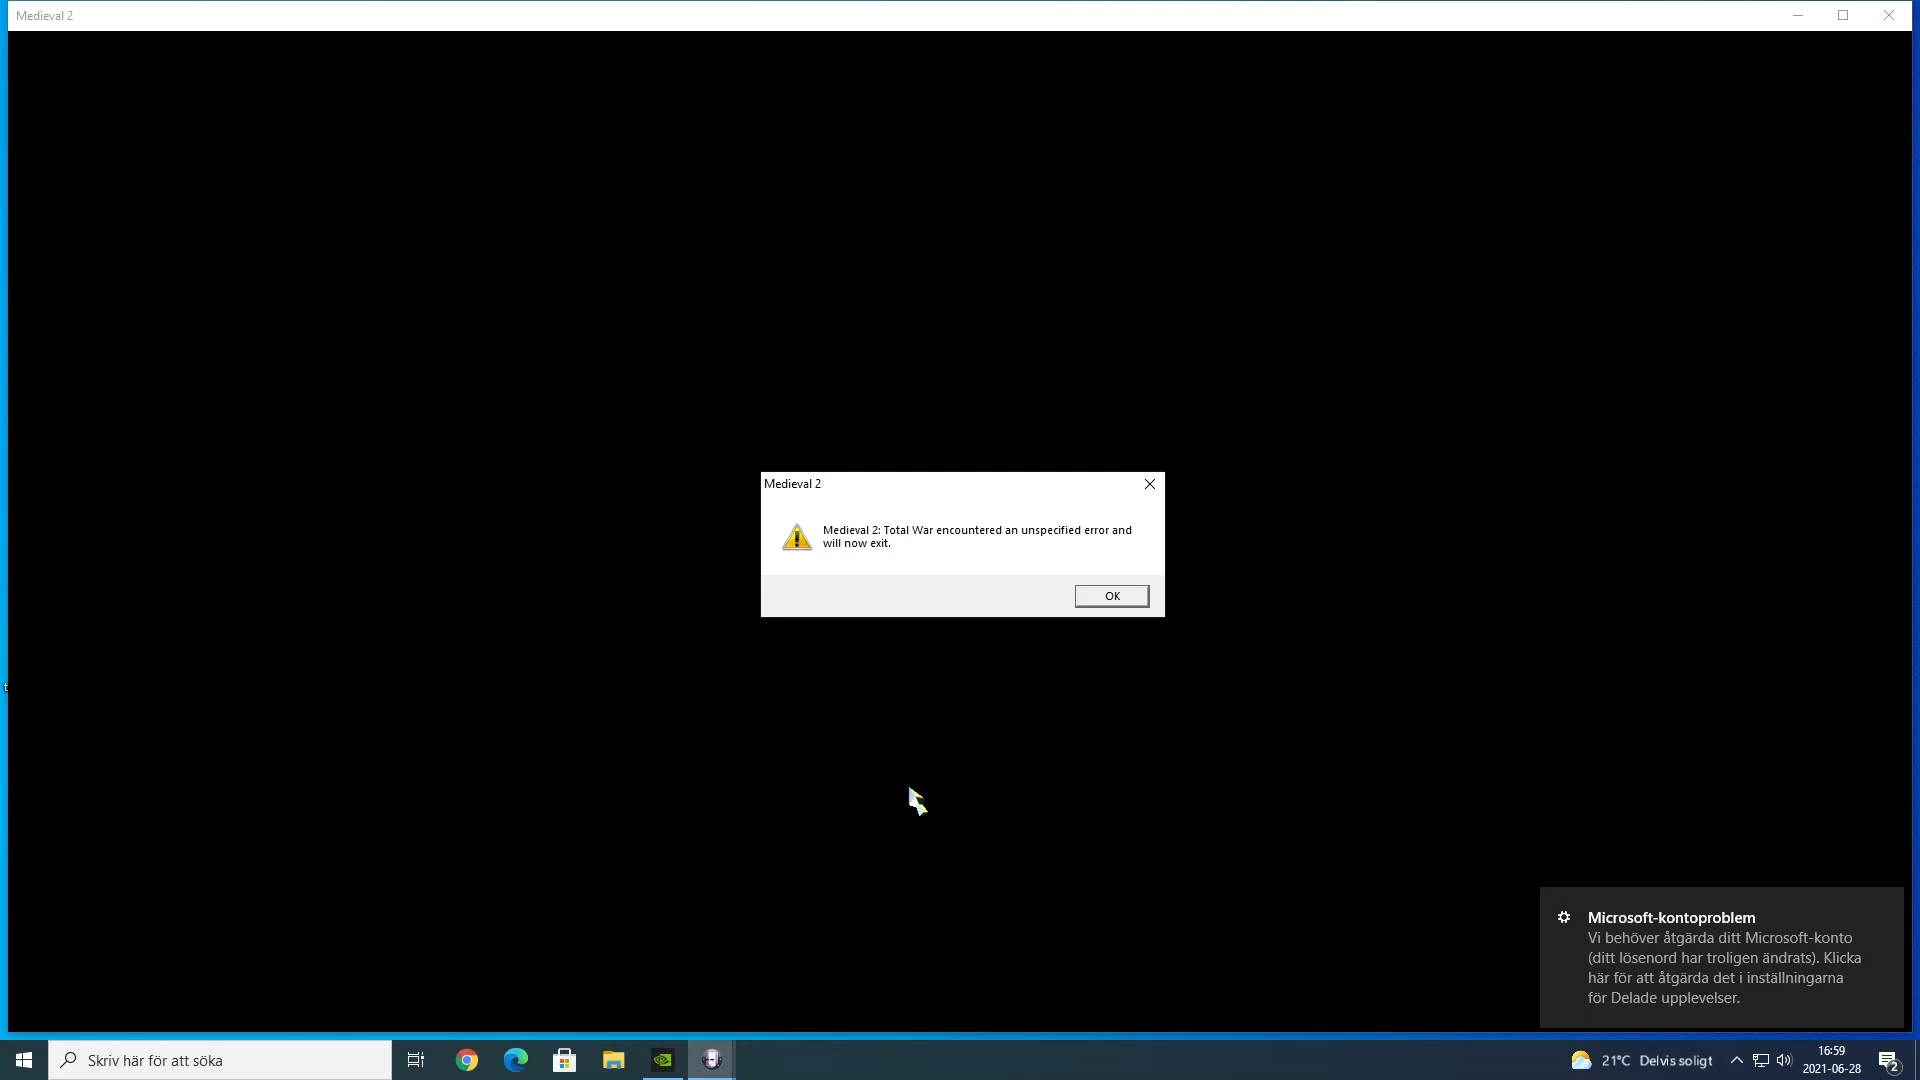 Medieval 2
Medieval 2
Medieval 2: Total War encountered an unspecified error and
will now exit.
OK
t
Microsoft-kontoproblem
Vi behöver åtgärda ditt Microsoft-konto
(ditt lösenord har troligen ändrats). Klicka
här för att åtgärda det i inställningarna
för Delade upplevelser.
Skriv här för att söka
21°C Delvis soligt
16:59
2021-06-28
2